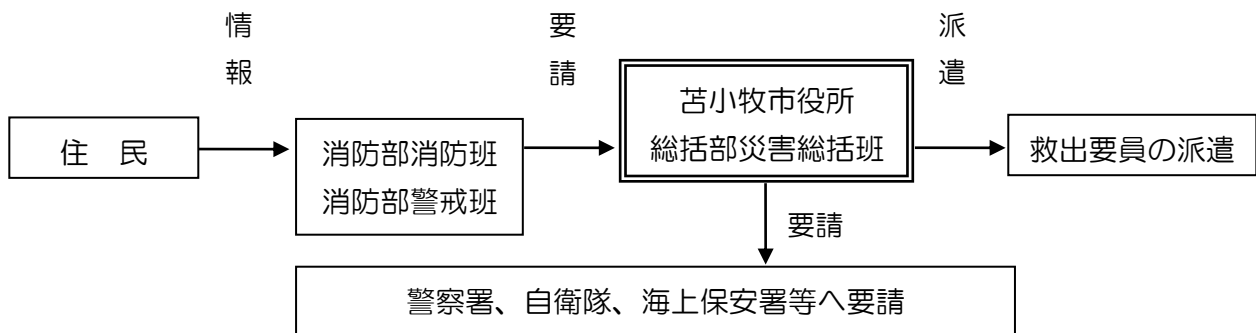 情報
要請
派遣
住　民
消防部消防班
消防部警戒班
苫小牧市役所
総括部災害総括班
救出要員の派遣
要請
警察署、自衛隊、海上保安署等へ要請